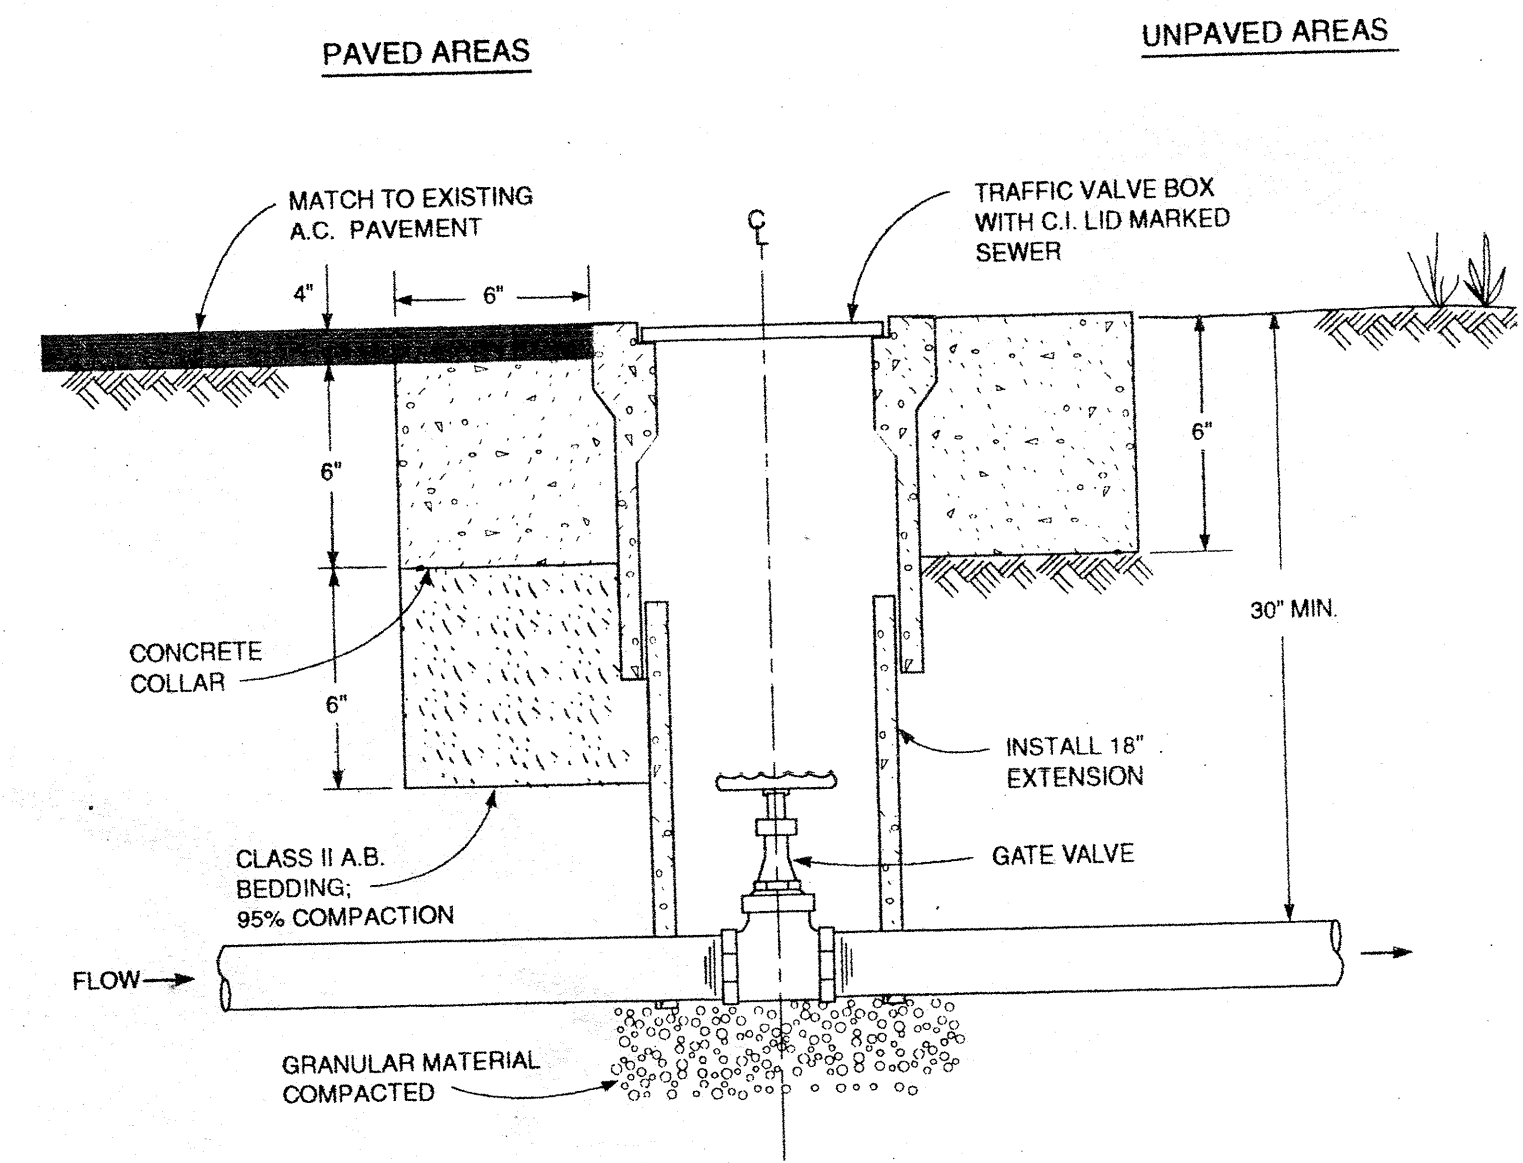 PAVED AREAS
UNPAVED AREAS
MATCH TO EXISTING
A.C. PAVEMENT
TRAFFIC VALVE BOX
WITH C.I. LID MARKED
SEWER
CL
4"
6"
6"
6"
30" MIN.
CONCRETE
COLLAR
6"
INSTALL 18"
EXTENSION
CLASS II A.B.
BEDDING;
95% COMPACTION
GATE VALVE
FLOW
GRANULAR MATERIAL
COMPACTED